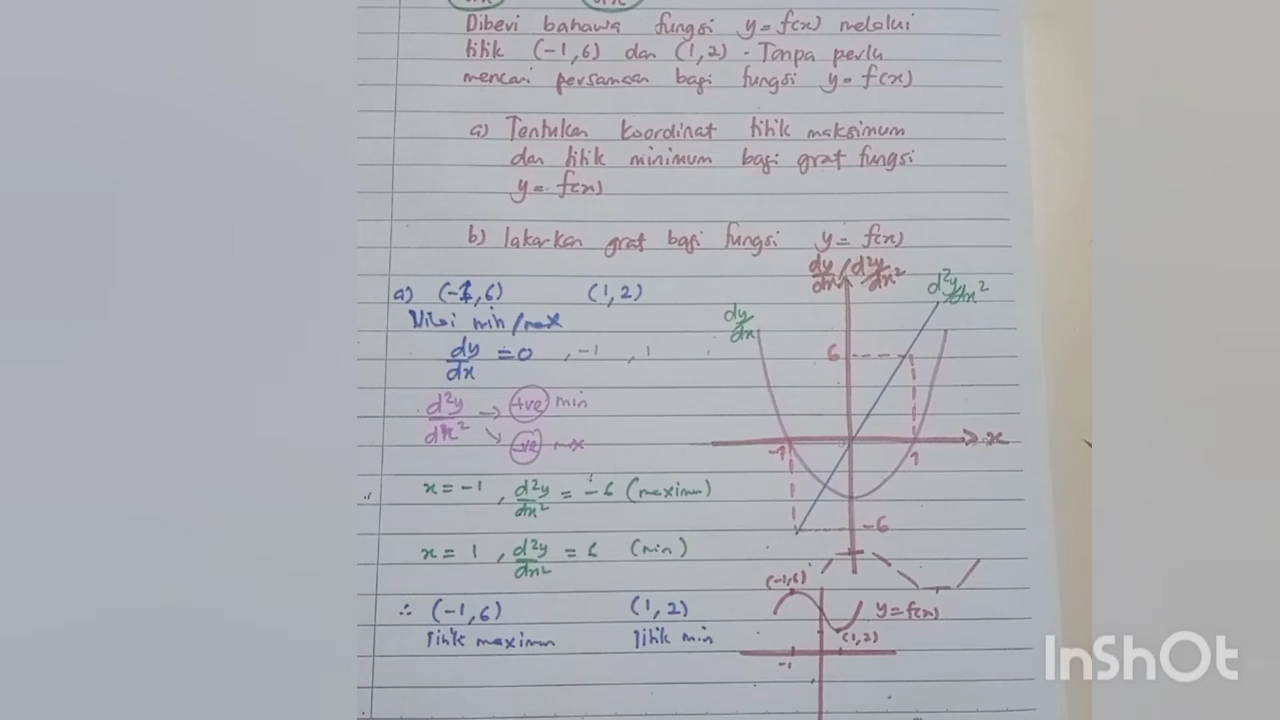 Diberi bahawa fungsi y = f(x) melalui
titik (-1,6) dan (1,2). Tanpa perlu
mencari persamaan bagi fungsi y = f(x)
a) Tentukan koordinat titik maksimum
dan titik minimum bagi graf fungsi
y = f(x)
b) lakarkan graf bagi fungsi y = f(x)
dy/dx / d²y/dx²
d²y/dx²
a) (-1,6) (1,2)
Nilai min/max
dy/dx
dy/dx = 0 , -1 , 1
6
d²y/dx² → +ve min
↘ -ve max
x
-1 1
x = -1 , d²y/dx² = -6 (maximum)
-6
x = 1 , d²y/dx² = 6 (min)
(-1,6)
∴ (-1,6) (1,2)
y = f(x)
Titik maximum Titik min
(1,2)
-1
InShOt